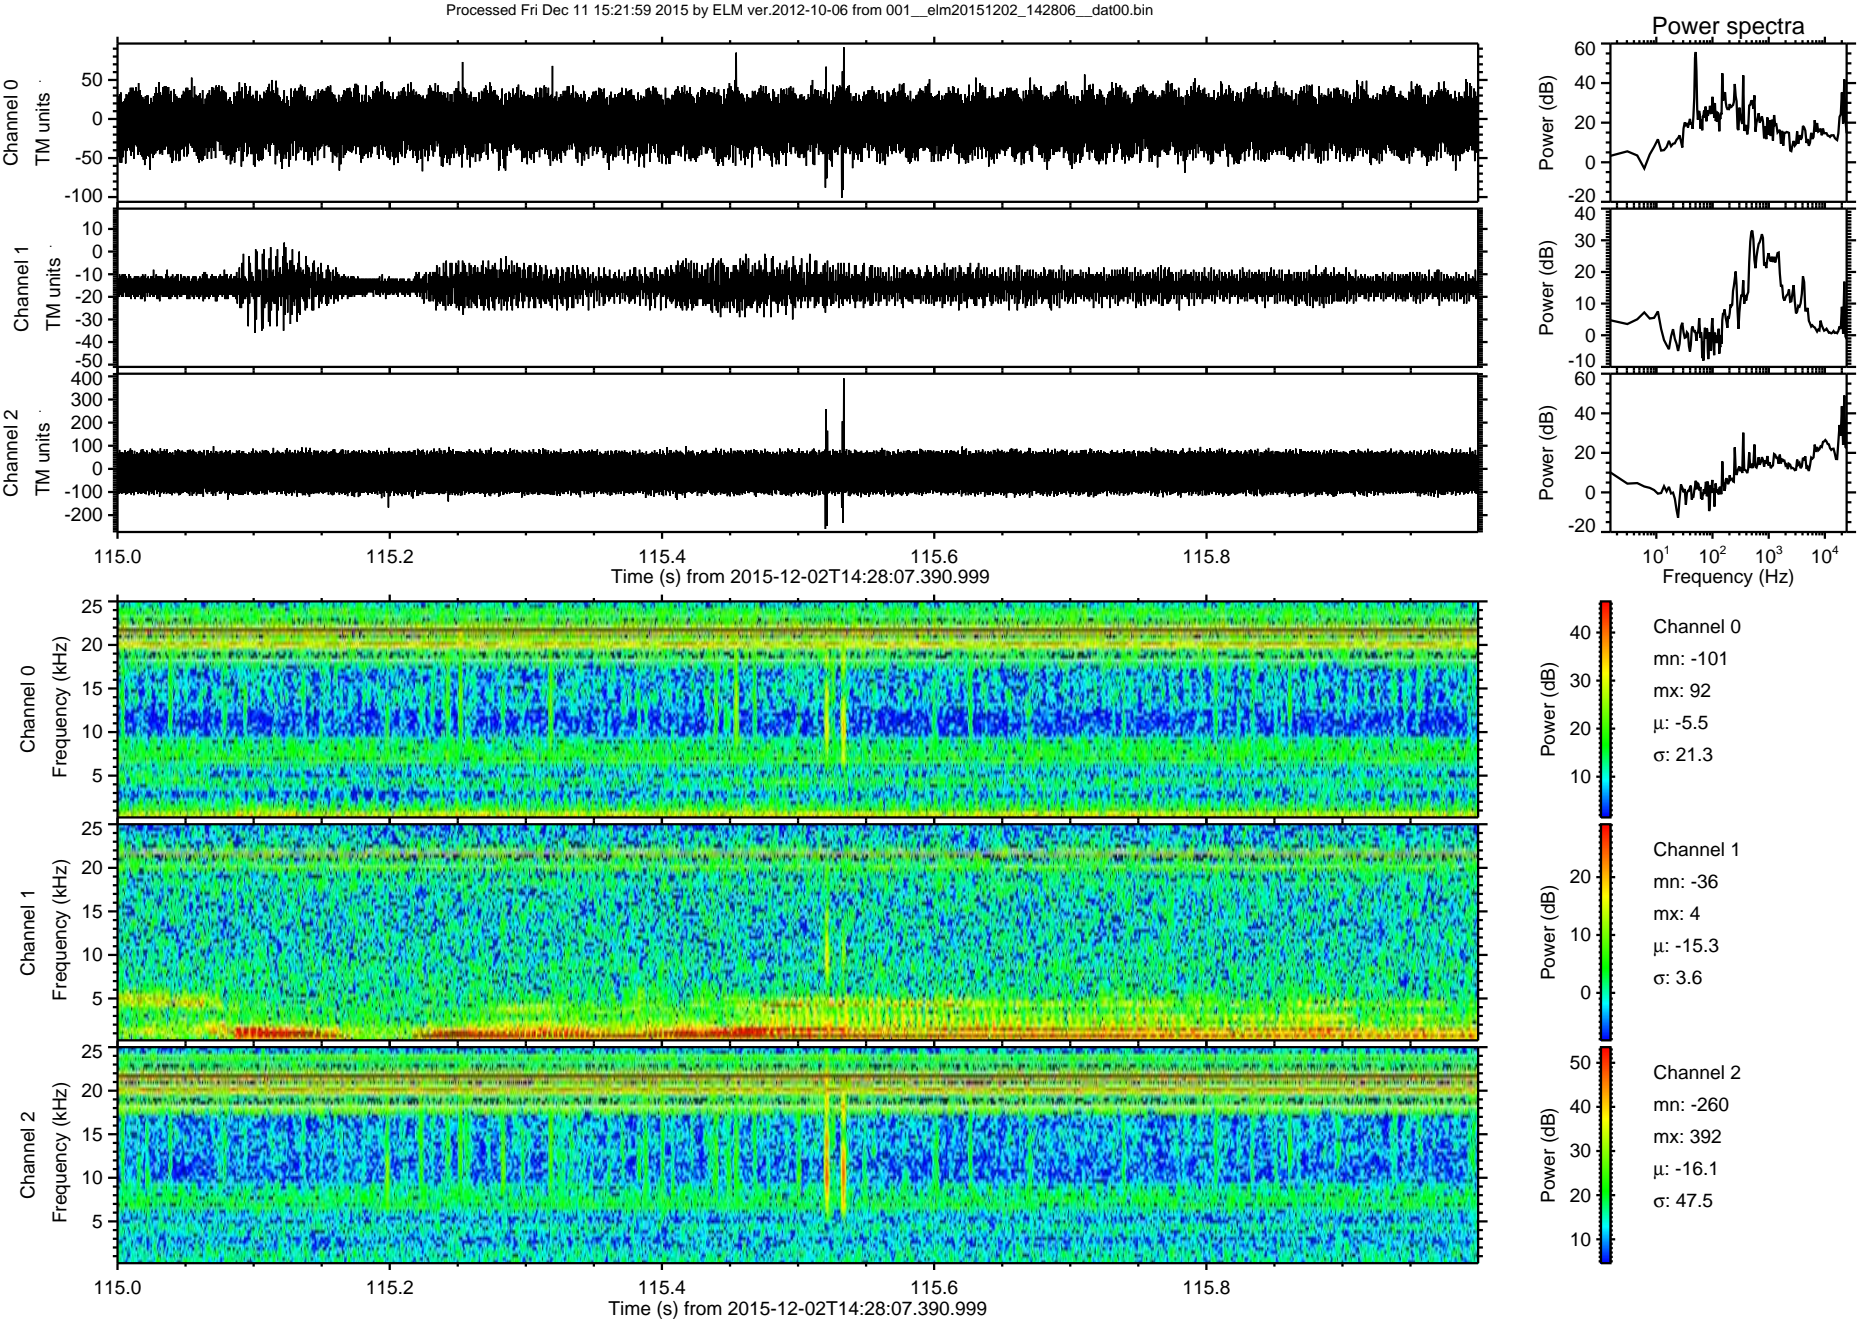 Processed Fri Dec 11 15:21:59 2015 by ELM ver.2012-10-06 from 001__elm20151202_142806__dat00.bin
Power spectra
Channel 0
TM units
50
0
-50
-100
Power (dB)
60
40
20
0
-20
Channel 1
TM units
10
0
-10
-20
-30
-40
-50
Power (dB)
40
30
20
10
0
-10
Channel 2
TM units
400
300
200
100
0
-100
-200
Power (dB)
60
40
20
0
-20
115.0 115.2 115.4 115.6 115.8
Time (s) from 2015-12-02T14:28:07.390.999
10^1 10^2 10^3 10^4
Frequency (Hz)
Channel 0
Frequency (kHz)
25
20
15
10
5
Power (dB)
40
30
20
10
Channel 0
mn: -101
mx: 92
μ: -5.5
σ: 21.3
Channel 1
Frequency (kHz)
25
20
15
10
5
Power (dB)
20
10
0
Channel 1
mn: -36
mx: 4
μ: -15.3
σ: 3.6
Channel 2
Frequency (kHz)
25
20
15
10
5
Power (dB)
50
40
30
20
10
Channel 2
mn: -260
mx: 392
μ: -16.1
σ: 47.5
115.0 115.2 115.4 115.6 115.8
Time (s) from 2015-12-02T14:28:07.390.999